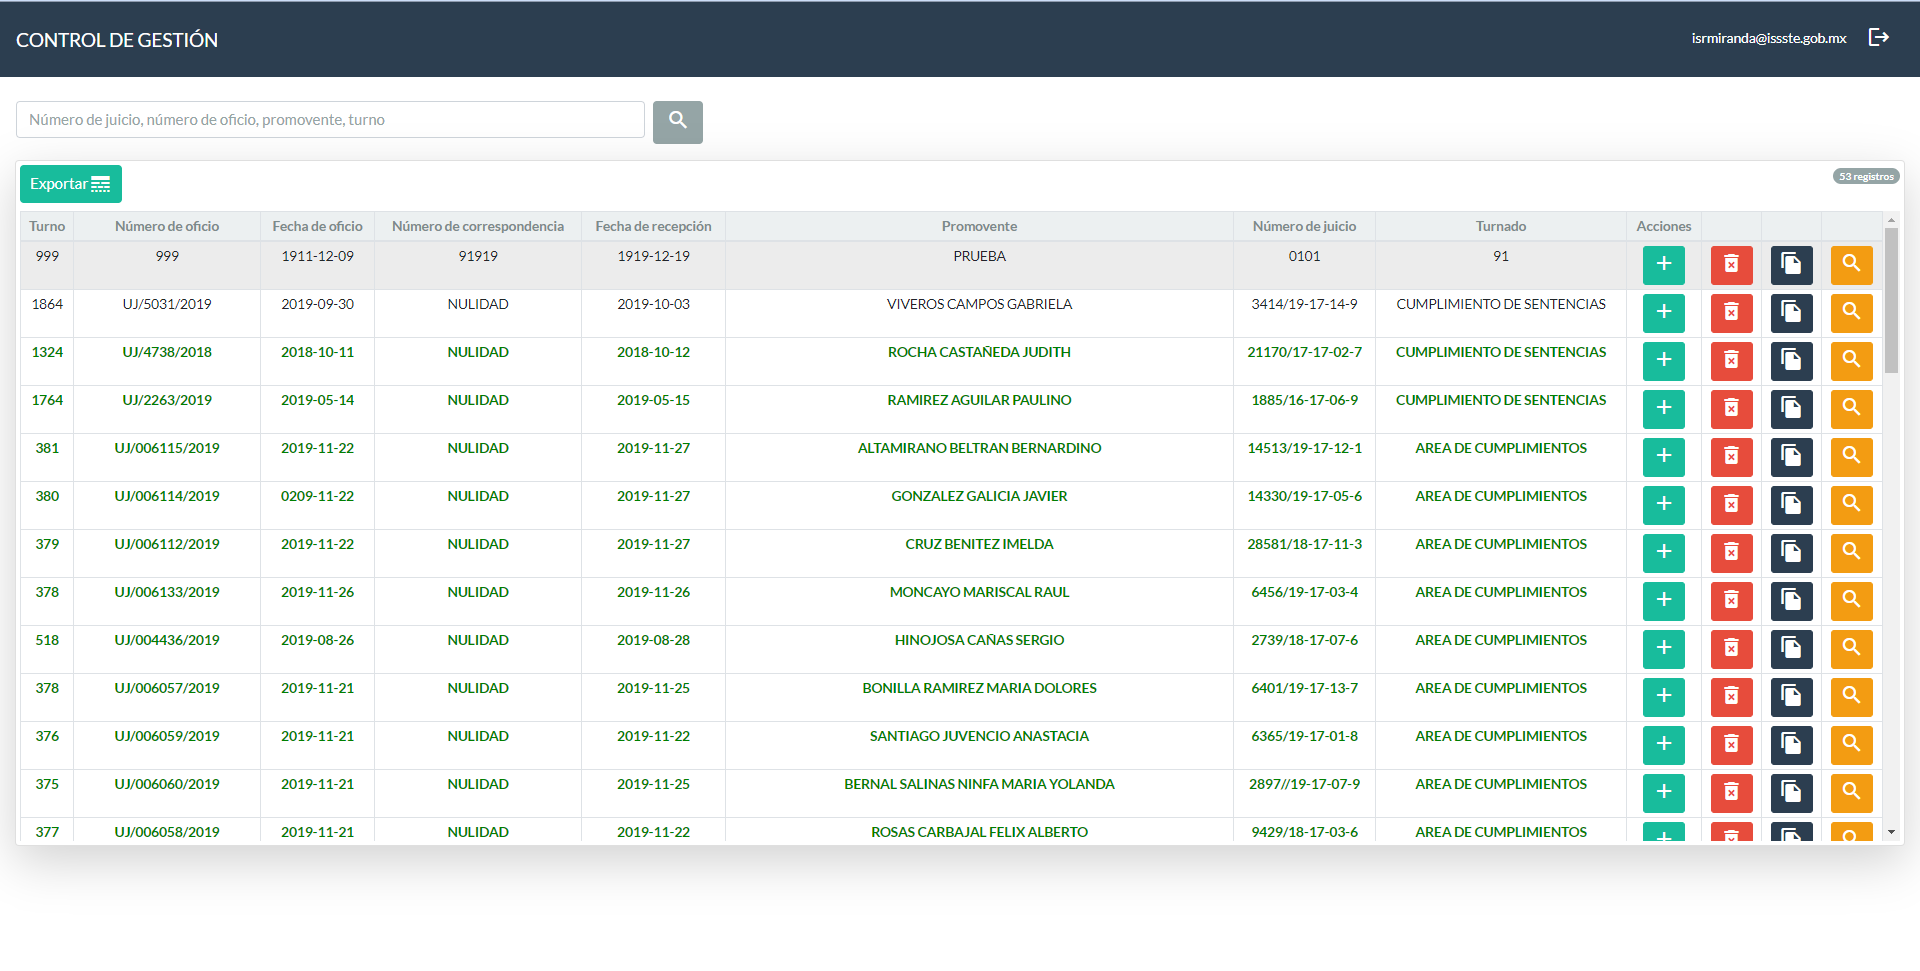 CONTROL DE GESTIÓN
isrmiranda@issste.gob.mx
Número de juicio, número de oficio, promovente, turno
Exportar
53 registros
Turno Número de oficio Fecha de oficio Número de correspondencia Fecha de recepción Promovente Número de juicio Turnado Acciones
999 999 1911-12-09 91919 1919-12-19 PRUEBA 0101 91
1864 UJ/5031/2019 2019-09-30 NULIDAD 2019-10-03 VIVEROS CAMPOS GABRIELA 3414/19-17-14-9 CUMPLIMIENTO DE SENTENCIAS
1324 UJ/4738/2018 2018-10-11 NULIDAD 2018-10-12 ROCHA CASTAÑEDA JUDITH 21170/17-17-02-7 CUMPLIMIENTO DE SENTENCIAS
1764 UJ/2263/2019 2019-05-14 NULIDAD 2019-05-15 RAMIREZ AGUILAR PAULINO 1885/16-17-06-9 CUMPLIMIENTO DE SENTENCIAS
381 UJ/006115/2019 2019-11-22 NULIDAD 2019-11-27 ALTAMIRANO BELTRAN BERNARDINO 14513/19-17-12-1 AREA DE CUMPLIMIENTOS
380 UJ/006114/2019 0209-11-22 NULIDAD 2019-11-27 GONZALEZ GALICIA JAVIER 14330/19-17-05-6 AREA DE CUMPLIMIENTOS
379 UJ/006112/2019 2019-11-22 NULIDAD 2019-11-27 CRUZ BENITEZ IMELDA 28581/18-17-11-3 AREA DE CUMPLIMIENTOS
378 UJ/006133/2019 2019-11-26 NULIDAD 2019-11-26 MONCAYO MARISCAL RAUL 6456/19-17-03-4 AREA DE CUMPLIMIENTOS
518 UJ/004436/2019 2019-08-26 NULIDAD 2019-08-28 HINOJOSA CAÑAS SERGIO 2739/18-17-07-6 AREA DE CUMPLIMIENTOS
378 UJ/006057/2019 2019-11-21 NULIDAD 2019-11-25 BONILLA RAMIREZ MARIA DOLORES 6401/19-17-13-7 AREA DE CUMPLIMIENTOS
376 UJ/006059/2019 2019-11-21 NULIDAD 2019-11-22 SANTIAGO JUVENCIO ANASTACIA 6365/19-17-01-8 AREA DE CUMPLIMIENTOS
375 UJ/006060/2019 2019-11-21 NULIDAD 2019-11-25 BERNAL SALINAS NINFA MARIA YOLANDA 2897//19-17-07-9 AREA DE CUMPLIMIENTOS
377 UJ/006058/2019 2019-11-21 NULIDAD 2019-11-22 ROSAS CARBAJAL FELIX ALBERTO 9429/18-17-03-6 AREA DE CUMPLIMIENTOS